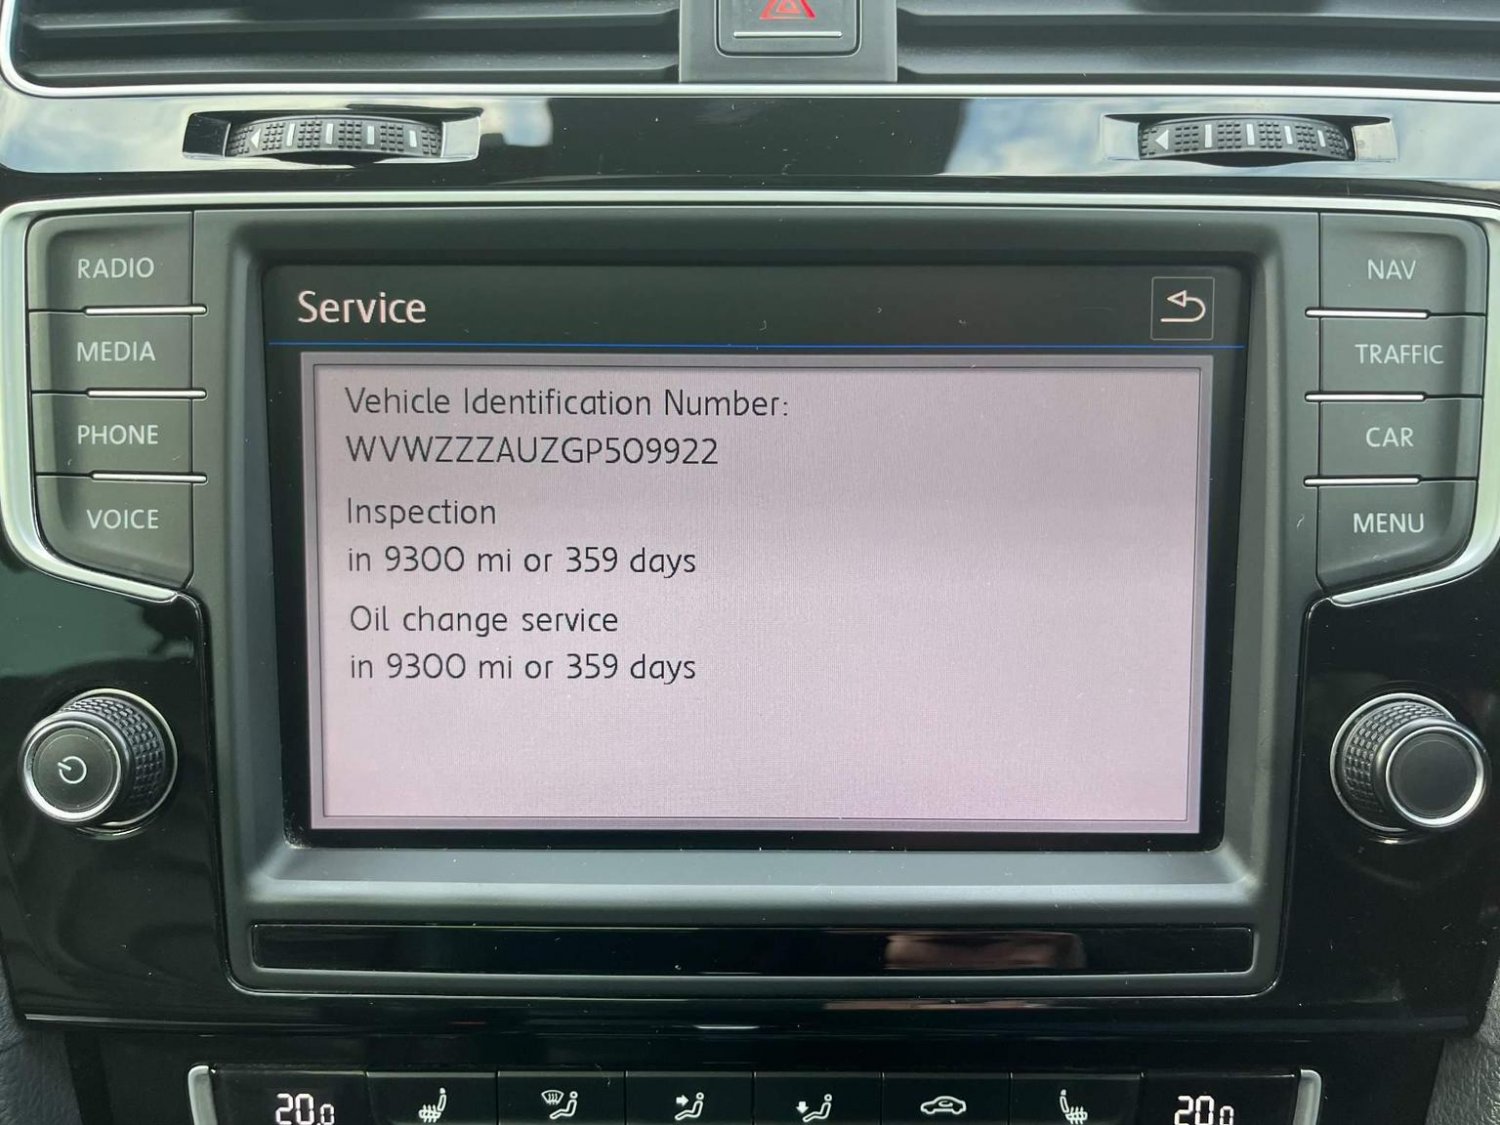 RADIO
MEDIA
PHONE
VOICE
Service
Vehicle Identification Number:
WVWZZZAUZGP509922
Inspection
in 9300 mi or 359 days
Oil change service
in 9300 mi or 359 days
NAV
TRAFFIC
CAR
MENU
20.0
20.0